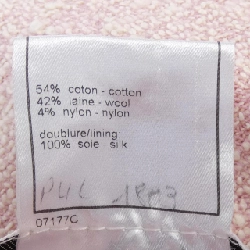 54% coton - cotton
42% laine - wool
4% nylon - nylon
doublure/lining
100% soie silk
07177C